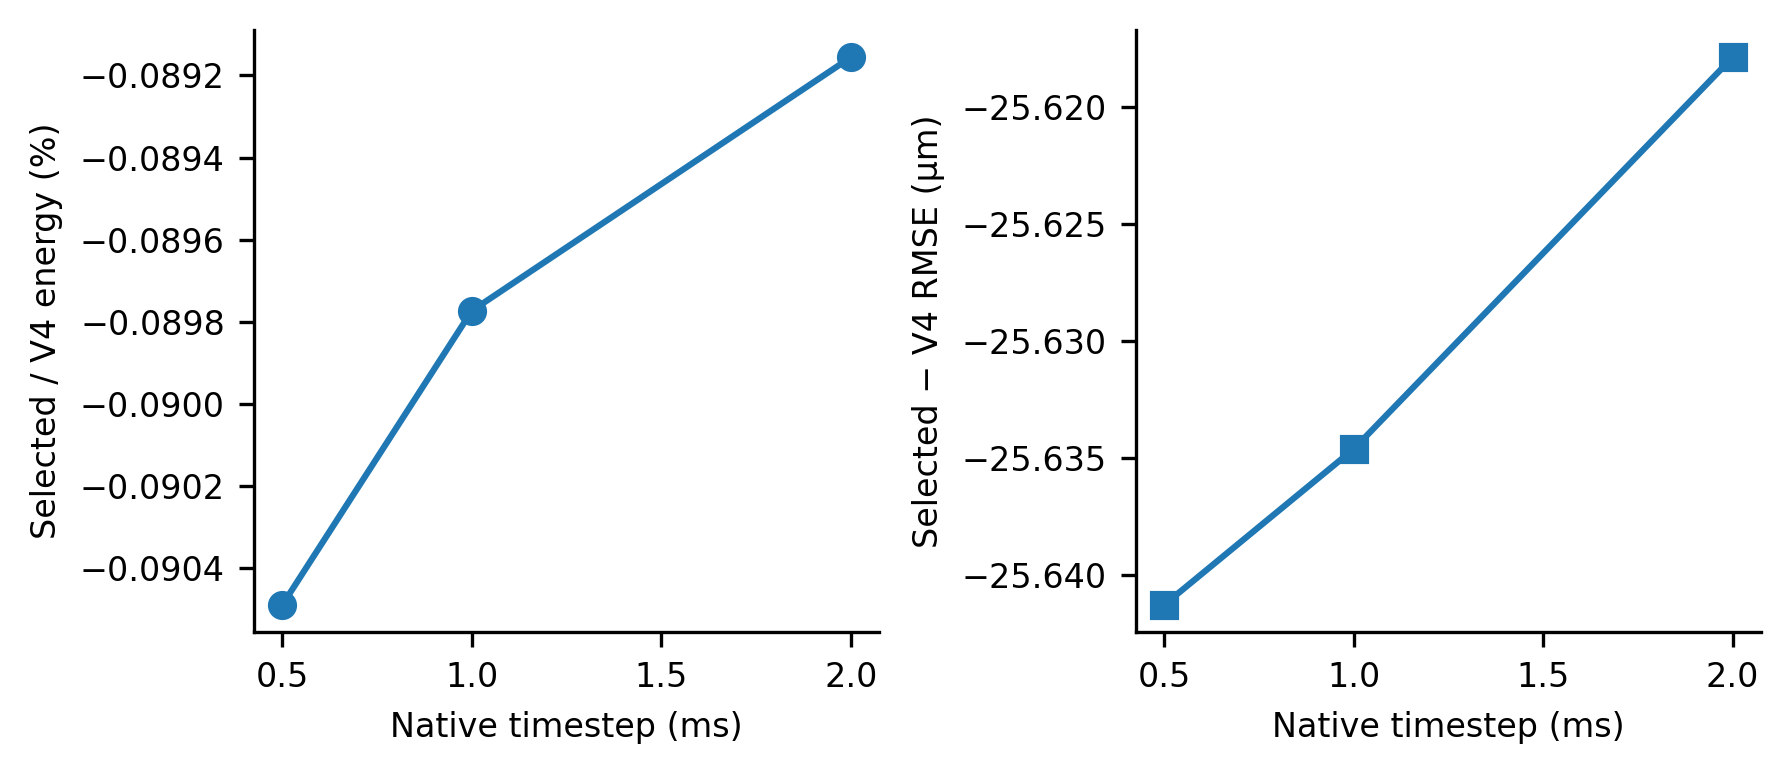 Selected / V4 energy (%)
−0.0892
−0.0894
−0.0896
−0.0898
−0.0900
−0.0902
−0.0904
0.5 1.0 1.5 2.0
Native timestep (ms)
Selected − V4 RMSE (μm)
−25.620
−25.625
−25.630
−25.635
−25.640
0.5 1.0 1.5 2.0
Native timestep (ms)